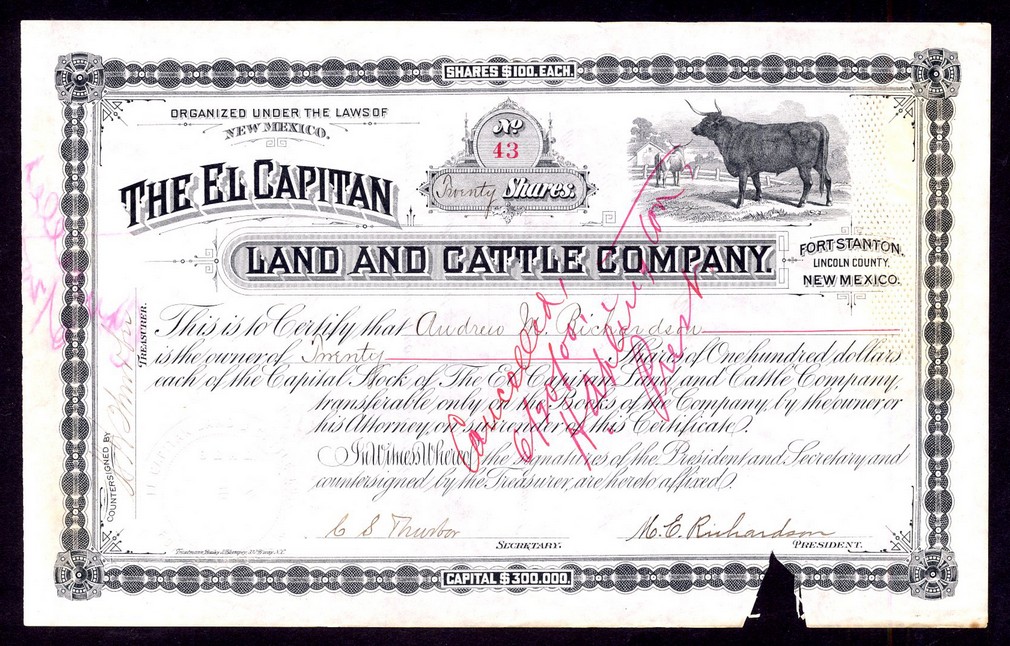 SHARES $100. EACH.
ORGANIZED UNDER THE LAWS OF
NEW MEXICO.
No
43
Twenty Shares.
THE EL CAPITAN
LAND AND CATTLE COMPANY.
FORT STANTON,
LINCOLN COUNTY,
NEW MEXICO.
This is to Certify that Andrew H. Richardson
is the owner of Twenty Shares of One hundred dollars
each of the Capital Stock of The El Capitan Land and Cattle Company,
transferable only on the Books of the Company, by the owner or
his Attorney, on surrender of this Certificate.
In Witness Whereof the signatures of the President and Secretary and
countersigned by the Treasurer, are hereto affixed.
C S Thurbor
SECRETARY.
M. E. Richardson
PRESIDENT.
COUNTERSIGNED BY
TREASURER.
CAPITAL $300,000.
Cancelled,
6/30/00.
Pres't.